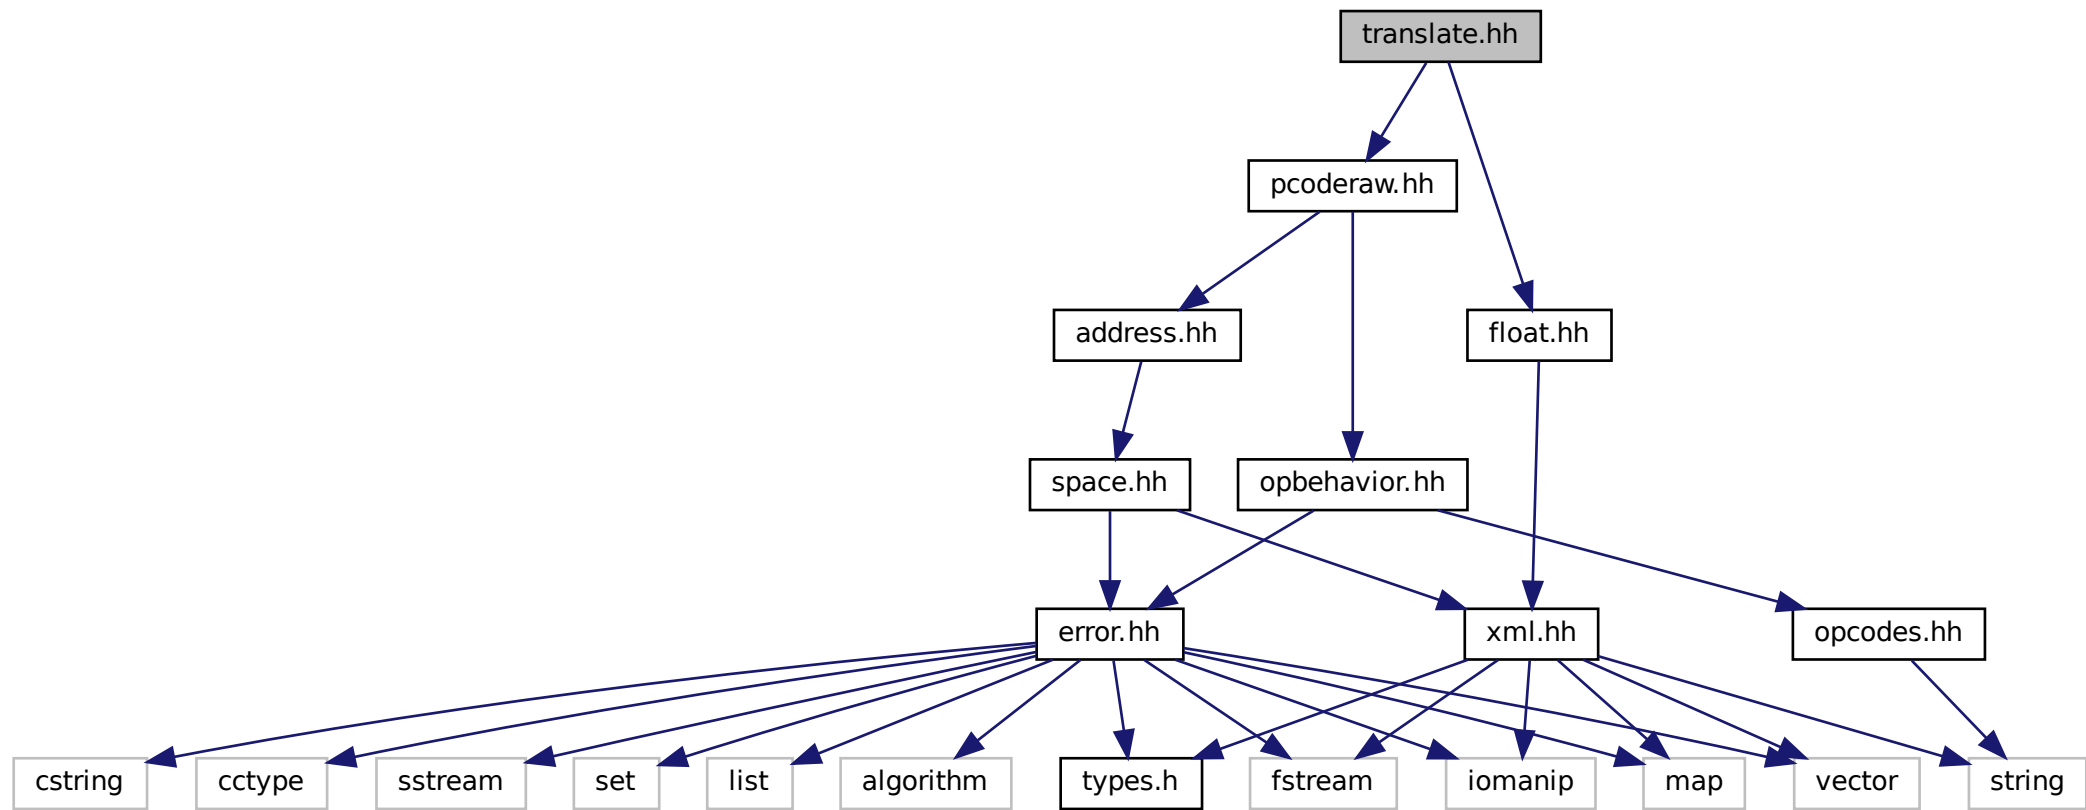 translate.hh
pcoderaw.hh
address.hh
float.hh
space.hh
opbehavior.hh
error.hh
xml.hh
opcodes.hh
cstring
cctype
sstream
set
list
algorithm
types.h
fstream
iomanip
map
vector
string